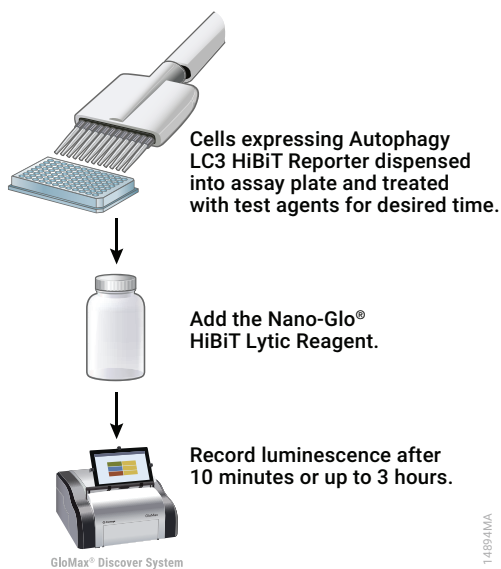 Cells expressing Autophagy
LC3 HiBiT Reporter dispensed
into assay plate and treated
with test agents for desired time.
Add the Nano-Glo®
HiBiT Lytic Reagent.
Record luminescence after
10 minutes or up to 3 hours.
GloMax® Discover System
14894MA